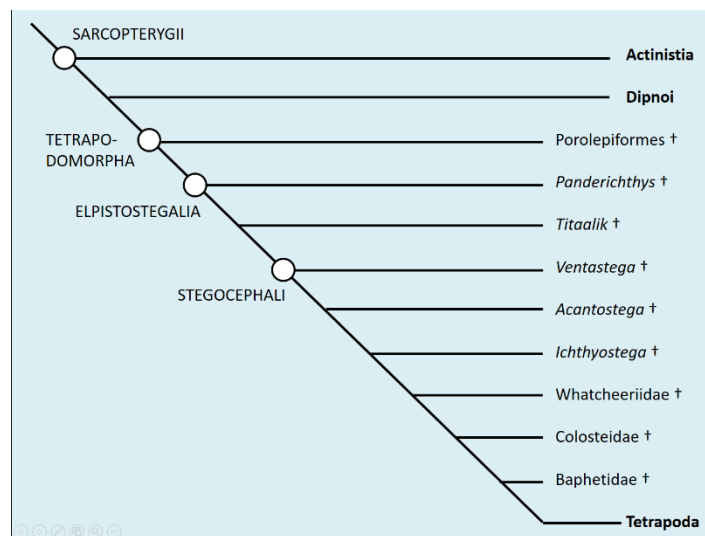 SARCOPTERYGII
Actinistia
Dipnoi
TETRAPO-
DOMORPHA
Porolepiformes †
Panderichthys †
ELPISTOSTEGALIA
Titaalik †
Ventastega †
STEGOCEPHALI
Acantostega †
Ichthyostega †
Whatcheeriidae †
Colosteidae †
Baphetidae †
Tetrapoda